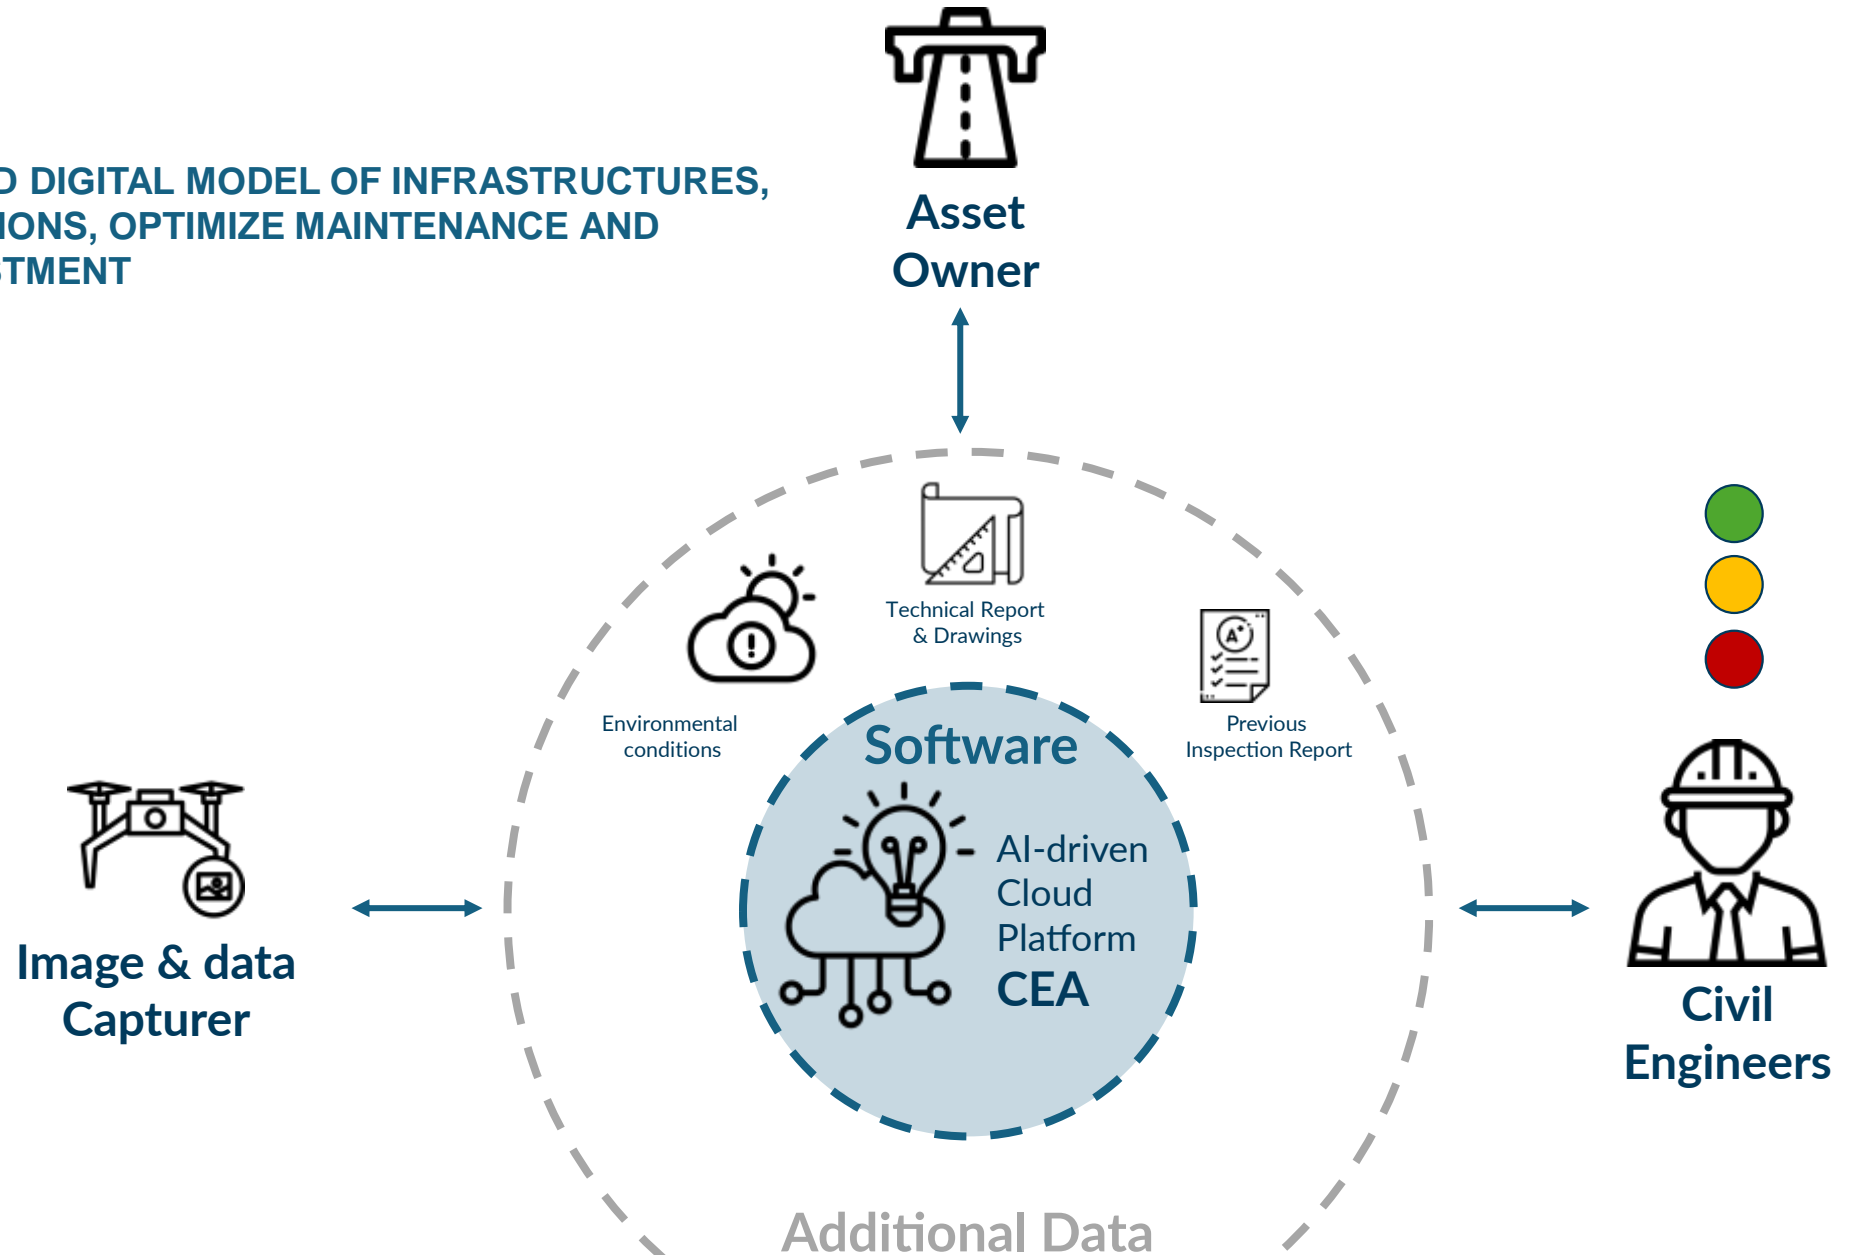 D DIGITAL MODEL OF INFRASTRUCTURES,
IONS, OPTIMIZE MAINTENANCE AND
STMENT
Asset
Owner
Technical Report
& Drawings
Environmental
conditions
A+
Previous
Inspection Report
Software
AI-driven
Cloud
Platform
CEA
Image & data
Capturer
Civil
Engineers
Additional Data